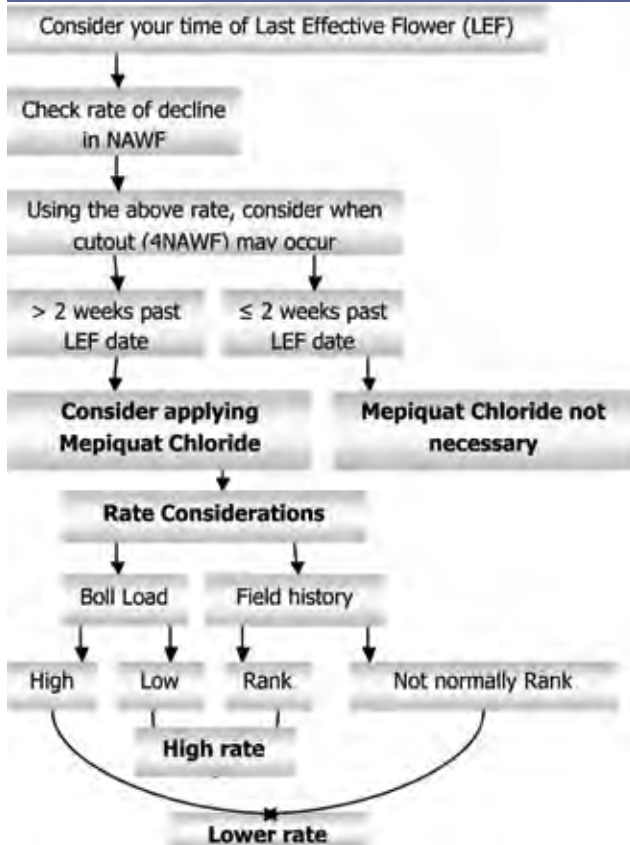 Consider your time of Last Effective Flower (LEF)
Check rate of decline
in NAWF
Using the above rate, consider when
cutout (4NAWF) may occur
> 2 weeks past
LEF date
≤ 2 weeks past
LEF date
Consider applying
Mepiquat Chloride
Mepiquat Chloride not
necessary
Rate Considerations
Boll Load
Field history
High
Low
Rank
Not normally Rank
High rate
Lower rate